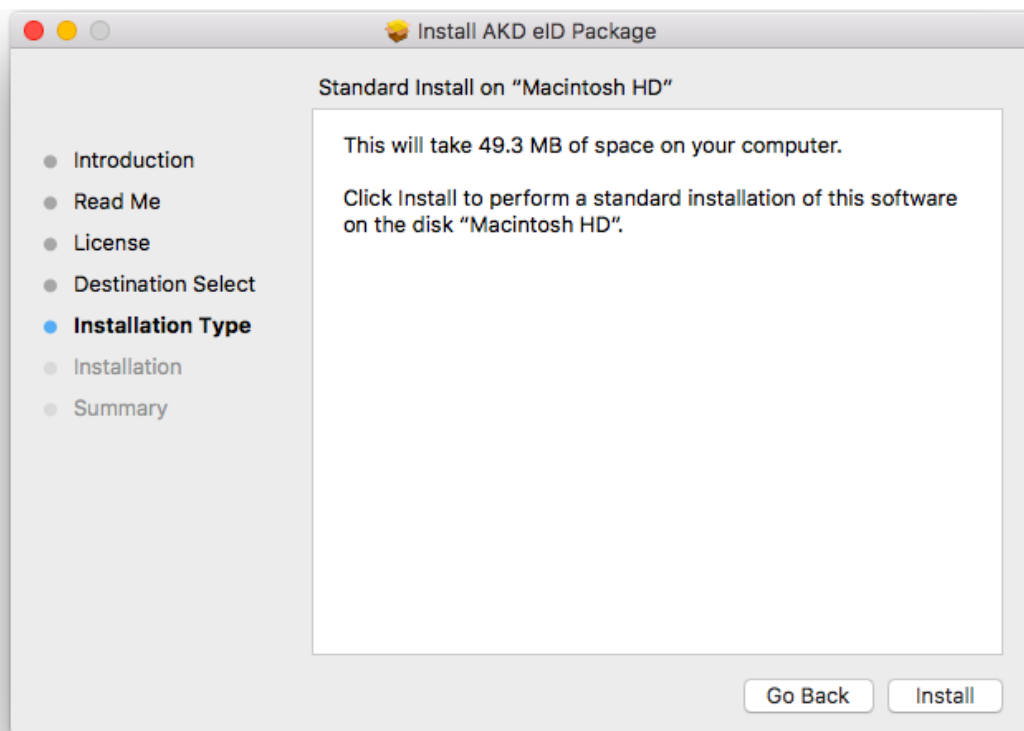 Install AKD eID Package
Standard Install on “Macintosh HD”
Introduction
Read Me
License
Destination Select
Installation Type
Installation
Summary
This will take 49.3 MB of space on your computer.
Click Install to perform a standard installation of this software
on the disk “Macintosh HD”.
Go Back
Install